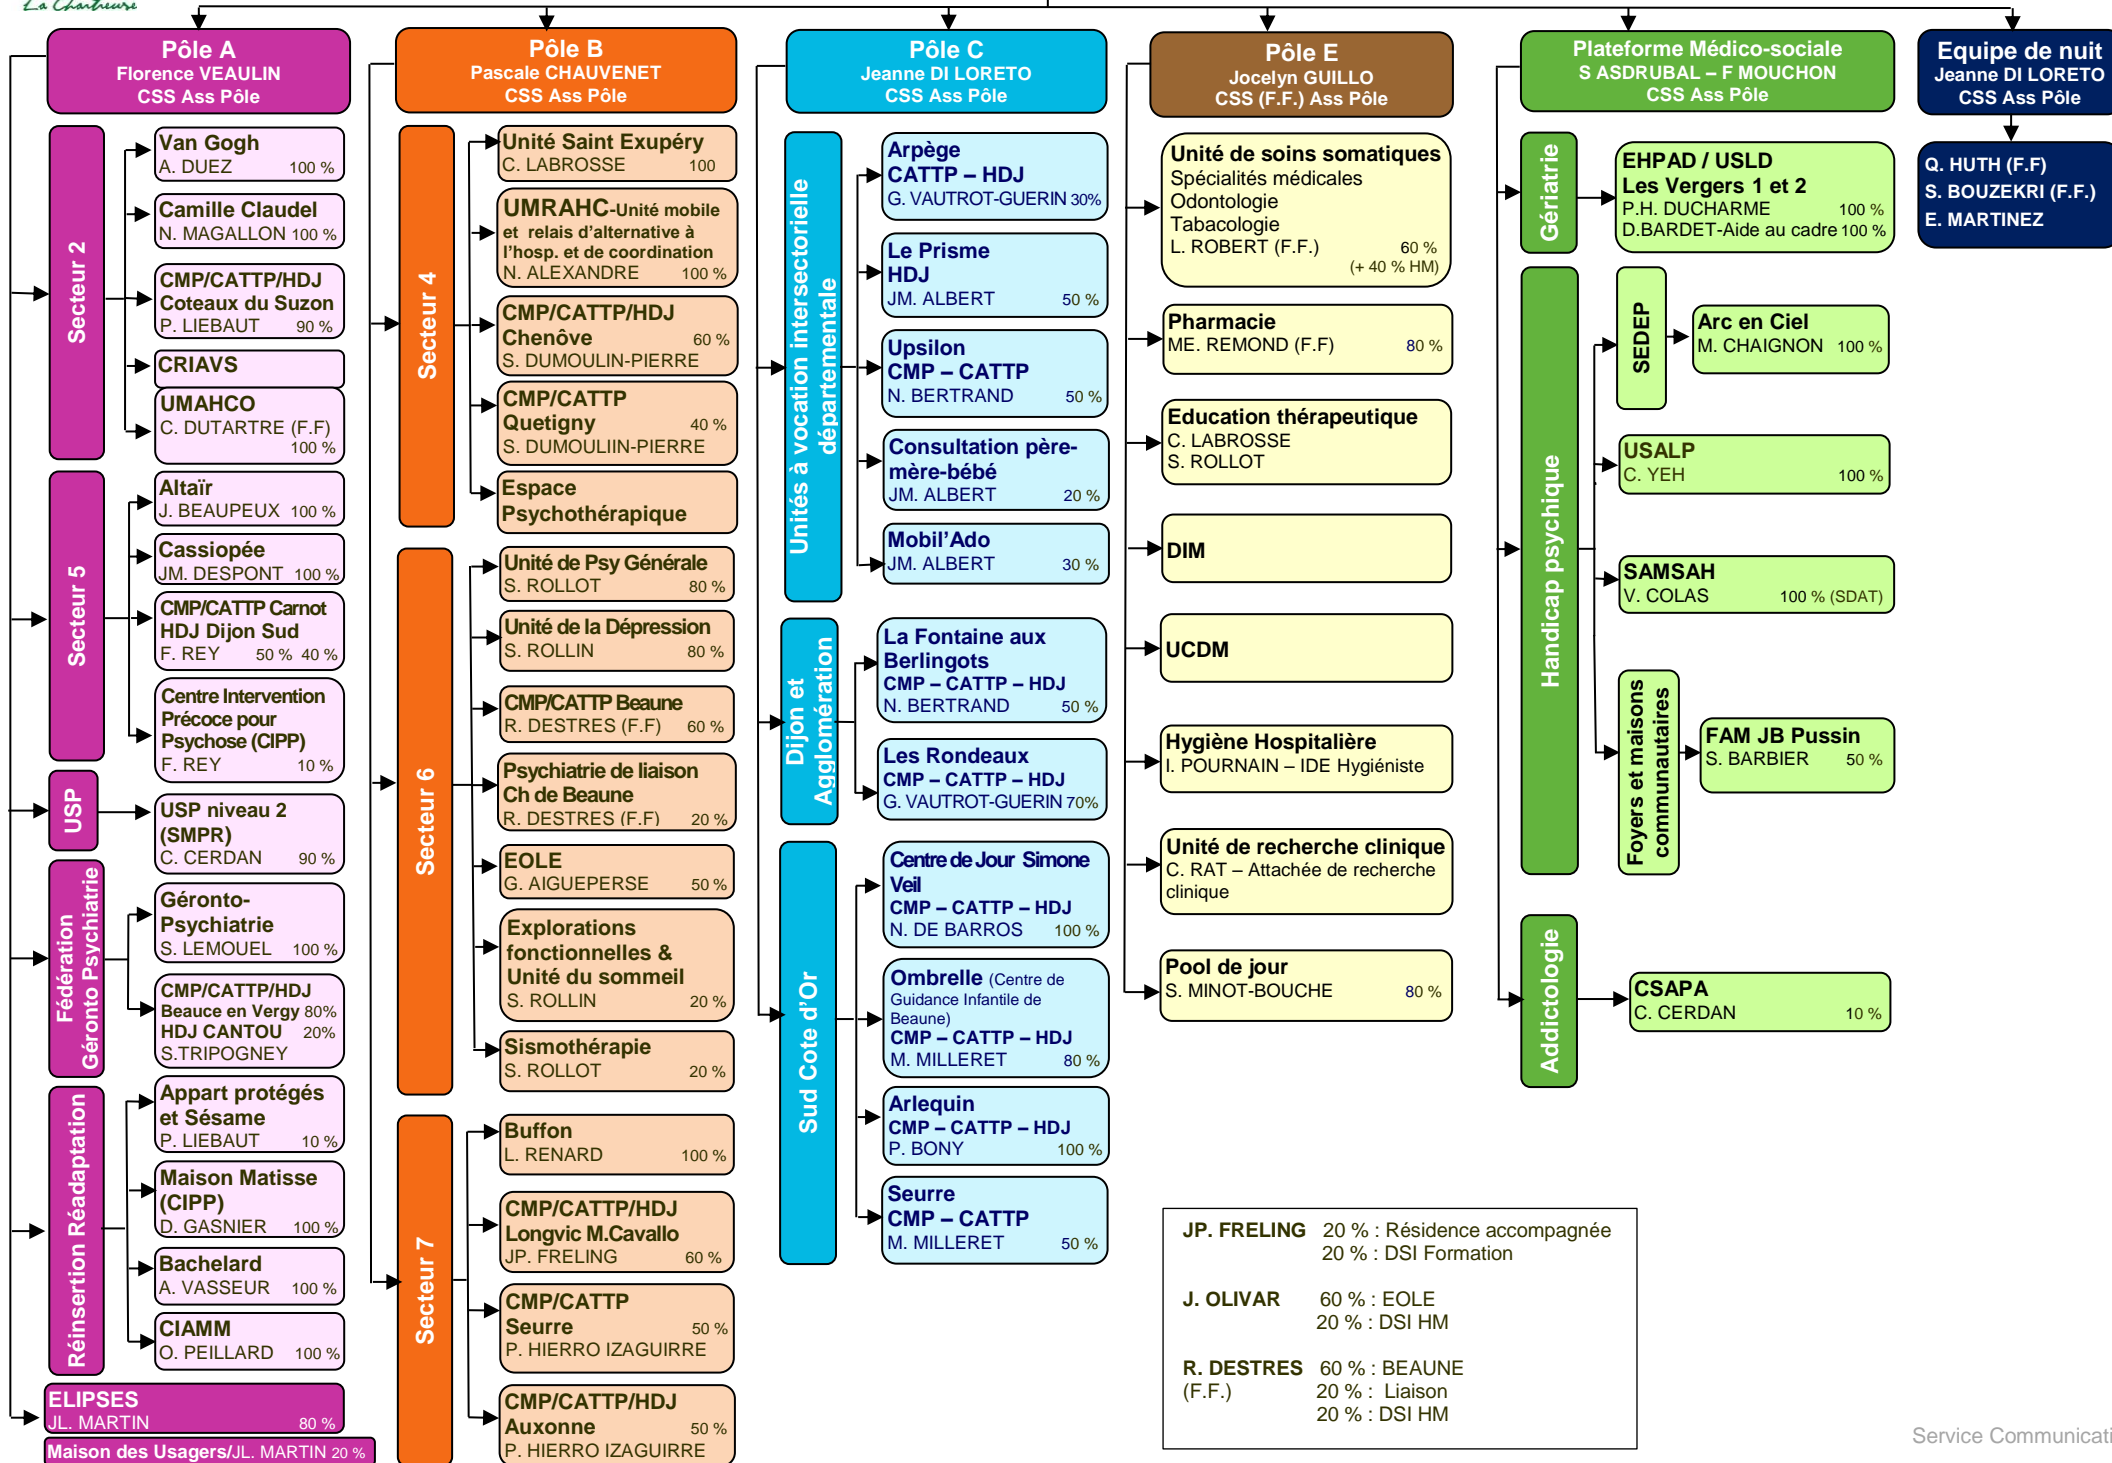 La Chartreuse
Pôle A
Florence VEAULIN
CSS Ass Pôle
Secteur 2
Van Gogh
A. DUEZ 100 %
Camille Claudel
N. MAGALLON 100 %
CMP/CATTP/HDJ
Coteaux du Suzon
P. LIEBAUT 90 %
CRIAVS
UMAHCO
C. DUTARTRE (F.F)
100 %
Secteur 5
Altaïr
J. BEAUPEUX 100 %
Cassiopée
JM. DESPONT 100 %
CMP/CATTP Carnot
HDJ Dijon Sud
F. REY 50 % 40 %
Centre Intervention
Précoce pour
Psychose (CIPP)
F. REY 10 %
USP
USP niveau 2
(SMPR)
C. CERDAN 90 %
Fédération
Géronto Psychiatrie
Géronto-
Psychiatrie
S. LEMOUEL 100 %
CMP/CATTP/HDJ
Beauce en Vergy 80%
HDJ CANTOU 20%
S.TRIPOGNEY
Réinsertion Réadaptation
Appart protégés
et Sésame
P. LIEBAUT 10 %
Maison Matisse
(CIPP)
D. GASNIER 100 %
Bachelard
A. VASSEUR 100 %
CIAMM
O. PEILLARD 100 %
ELIPSES
JL. MARTIN 80 %
Maison des Usagers/JL. MARTIN 20 %
Pôle B
Pascale CHAUVENET
CSS Ass Pôle
Secteur 4
Unité Saint Exupéry
C. LABROSSE 100
UMRAHC-Unité mobile
et relais d'alternative à
l'hosp. et de coordination
N. ALEXANDRE 100 %
CMP/CATTP/HDJ
Chenôve 60 %
S. DUMOULIN-PIERRE
CMP/CATTP
Quetigny 40 %
S. DUMOULIIN-PIERRE
Espace
Psychothérapique
Secteur 6
Unité de Psy Générale
S. ROLLOT 80 %
Unité de la Dépression
S. ROLLIN 80 %
CMP/CATTP Beaune
R. DESTRES (F.F) 60 %
Psychiatrie de liaison
Ch de Beaune
R. DESTRES (F.F) 20 %
EOLE
G. AIGUEPERSE 50 %
Explorations
fonctionnelles &
Unité du sommeil
S. ROLLIN 20 %
Sismothérapie
S. ROLLOT 20 %
Secteur 7
Buffon
L. RENARD 100 %
CMP/CATTP/HDJ
Longvic M.Cavallo
JP. FRELING 60 %
CMP/CATTP
Seurre 50 %
P. HIERRO IZAGUIRRE
CMP/CATTP/HDJ
Auxonne 50 %
P. HIERRO IZAGUIRRE
Pôle C
Jeanne DI LORETO
CSS Ass Pôle
Unités à vocation intersectorielle
départementale
Arpège
CATTP – HDJ
G. VAUTROT-GUERIN 30%
Le Prisme
HDJ
JM. ALBERT 50 %
Upsilon
CMP – CATTP
N. BERTRAND 50 %
Consultation père-
mère-bébé
JM. ALBERT 20 %
Mobil'Ado
JM. ALBERT 30 %
Dijon et
Agglomération
La Fontaine aux
Berlingots
CMP – CATTP – HDJ
N. BERTRAND 50 %
Les Rondeaux
CMP – CATTP – HDJ
G. VAUTROT-GUERIN 70%
Sud Cote d'Or
Centre de Jour Simone
Veil
CMP – CATTP – HDJ
N. DE BARROS 100 %
Ombrelle (Centre de
Guidance Infantile de
Beaune)
CMP – CATTP – HDJ
M. MILLERET 80 %
Arlequin
CMP – CATTP – HDJ
P. BONY 100 %
Seurre
CMP – CATTP
M. MILLERET 50 %
Pôle E
Jocelyn GUILLO
CSS (F.F.) Ass Pôle
Unité de soins somatiques
Spécialités médicales
Odontologie
Tabacologie
L. ROBERT (F.F.) 60 %
(+ 40 % HM)
Pharmacie
ME. REMOND (F.F) 80 %
Education thérapeutique
C. LABROSSE
S. ROLLOT
DIM
UCDM
Hygiène Hospitalière
I. POURNAIN – IDE Hygiéniste
Unité de recherche clinique
C. RAT – Attachée de recherche
clinique
Pool de jour
S. MINOT-BOUCHE 80 %
Plateforme Médico-sociale
S ASDRUBAL – F MOUCHON
CSS Ass Pôle
Gériatrie
EHPAD / USLD
Les Vergers 1 et 2
P.H. DUCHARME 100 %
D.BARDET-Aide au cadre 100 %
Handicap psychique
SEDEP
Arc en Ciel
M. CHAIGNON 100 %
USALP
C. YEH 100 %
SAMSAH
V. COLAS 100 % (SDAT)
Foyers et maisons
communautaires
FAM JB Pussin
S. BARBIER 50 %
Addictologie
CSAPA
C. CERDAN 10 %
Equipe de nuit
Jeanne DI LORETO
CSS Ass Pôle
Q. HUTH (F.F)
S. BOUZEKRI (F.F.)
E. MARTINEZ
JP. FRELING 20 % : Résidence accompagnée
20 % : DSI Formation
J. OLIVAR 60 % : EOLE
20 % : DSI HM
R. DESTRES 60 % : BEAUNE
(F.F.) 20 % : Liaison
20 % : DSI HM
Service Communicati